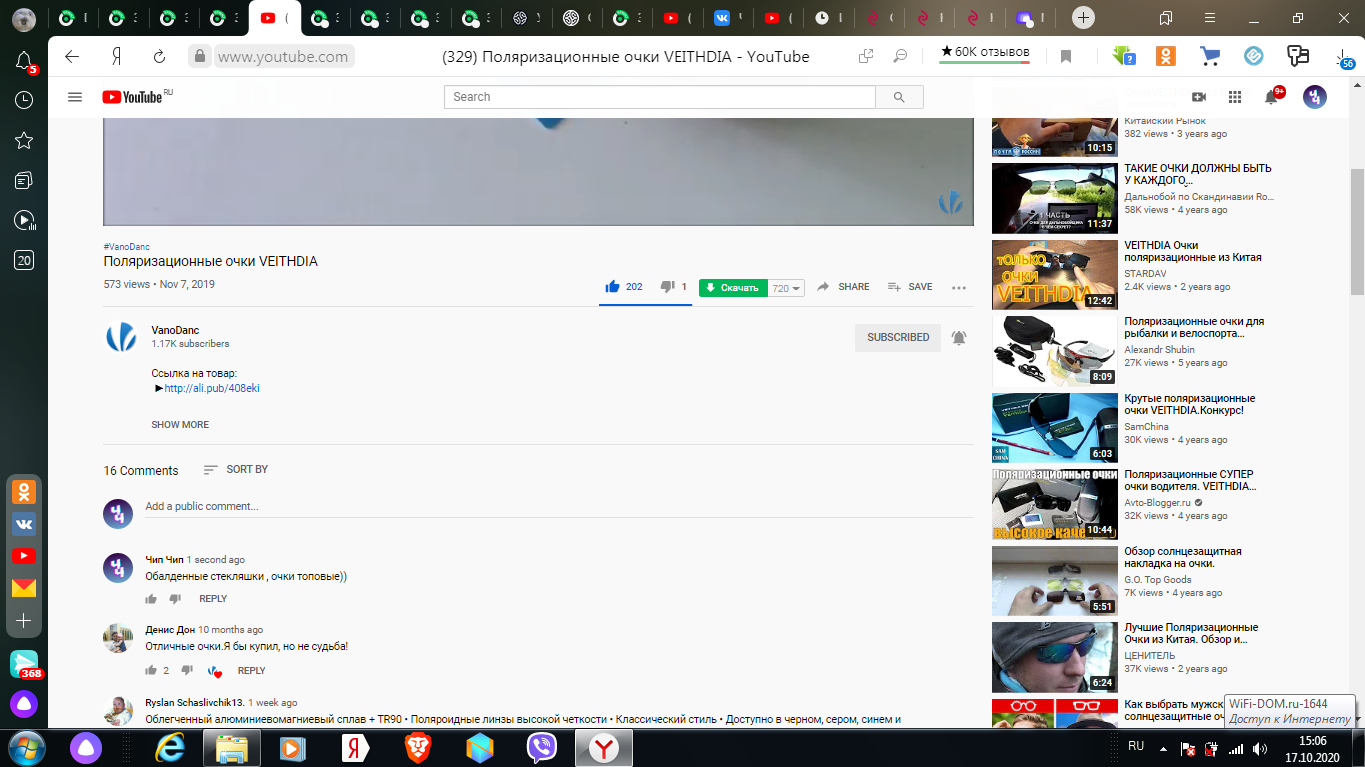 5
www.youtube.com
(329) Поляризационные очки VEITHDIA - YouTube
★ 60K отзывов
56
YouTube RU
Search
9+
20
#VanoDanc
Поляризационные очки VEITHDIA
573 views • Nov 7, 2019
202
1
Скачать 720
SHARE
SAVE
VanoDanc
1.17K subscribers
SUBSCRIBED
Ссылка на товар:
►http://ali.pub/408eki
SHOW MORE
16 Comments
SORT BY
Add a public comment...
Чип Чип 1 second ago
Обалденные стекляшки , очки топовые))
REPLY
Денис Дон 10 months ago
Отличные очки.Я бы купил, но не судьба!
2
REPLY
Ryslan Schaslivchik13. 1 week ago
Облегченный алюминиевомагниевый сплав + TR90 • Поляроидные линзы высокой четкости • Классический стиль • Доступно в черном, сером, синем и
Китайский Рынок
382 views • 3 years ago
ПОЧТА РОССИИ
10:15
ТАКИЕ ОЧКИ ДОЛЖНЫ БЫТЬ
У КАЖДОГО...
Дальнобой по Скандинавии Ro...
58K views • 4 years ago
1 ЧАСТЬ
11:37
VEITHDIA Очки
поляризационные из Китая
STARDAV
2.4K views • 2 years ago
тОЛЬКО
ОЧКИ
VEITHDIA
12:42
Поляризационные очки для
рыбалки и велоспорта...
Alexandr Shubin
27K views • 5 years ago
8:09
Крутые поляризационные
очки VEITHDIA.Конкурс!
SamChina
30K views • 4 years ago
SAM
CHINA
6:03
Поляризационные СУПЕР
очки водителя. VEITHDIA...
Avto-Blogger.ru
32K views • 4 years ago
Поляризационные очки
10:44
Обзор солнцезащитная
накладка на очки.
G.O. Top Goods
7K views • 4 years ago
5:51
Лучшие Поляризационные
Очки из Китая. Обзор и...
ЦЕНИТЕЛЬ
37K views • 2 years ago
6:24
Как выбрать мужск
солнцезащитные оч
WiFi-DOM.ru-1644
Доступ к Интернету
368
RU
15:06
17.10.2020